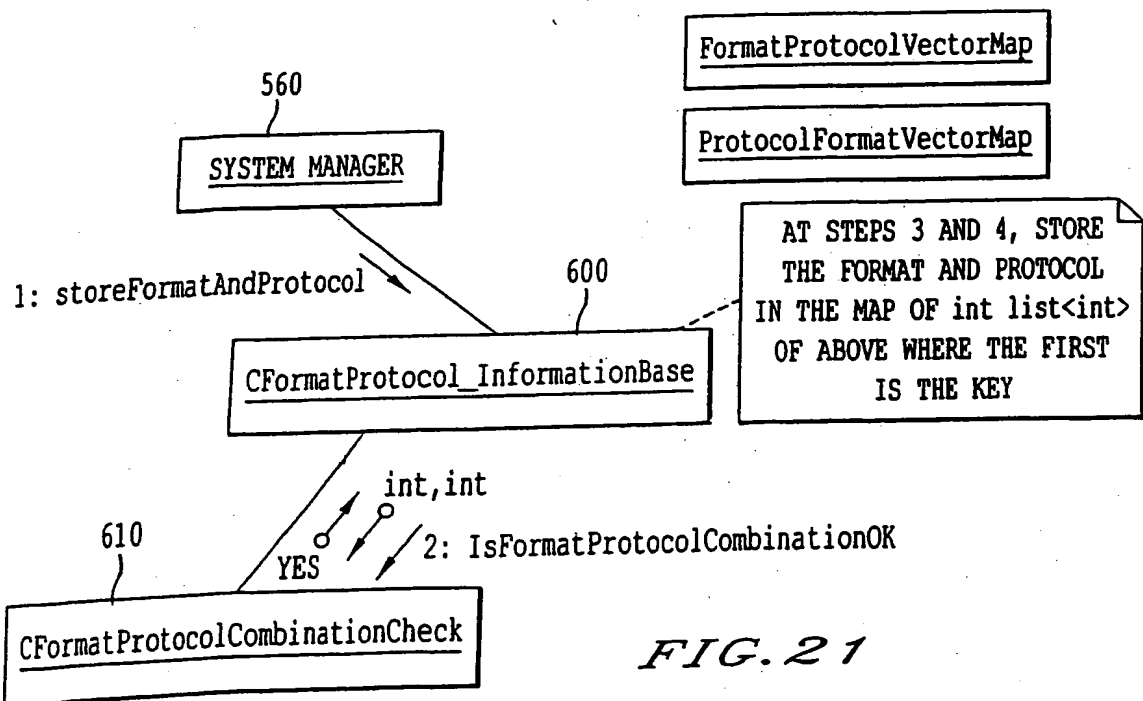 FormatProtocolVectorMap
560
ProtocolFormatVectorMap
SYSTEM MANAGER
AT STEPS 3 AND 4, STORE
THE FORMAT AND PROTOCOL
IN THE MAP OF int list<int>
OF ABOVE WHERE THE FIRST
IS THE KEY
1: storeFormatAndProtocol
600
CFormatProtocol_InformationBase
int,int
610
YES
2: IsFormatProtocolCombinationOK
CFormatProtocolCombinationCheck
FIG.21